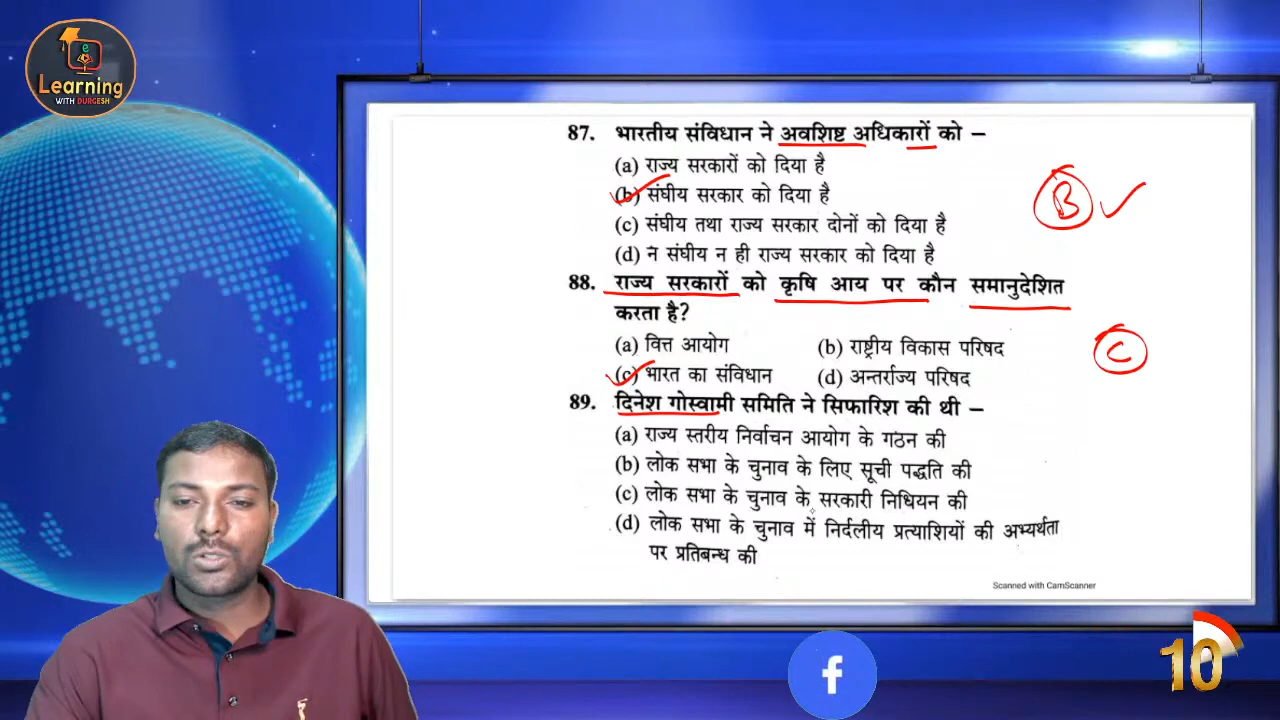 e
Learning
WITH DURGESH
87. भारतीय संविधान ने अवशिष्ट अधिकारों को –
(a) राज्य सरकारों को दिया है
(b) संघीय सरकार को दिया है
(c) संघीय तथा राज्य सरकार दोनों को दिया है
(d) न संघीय न ही राज्य सरकार को दिया है
B
88. राज्य सरकारों को कृषि आय पर कौन समानुदेशित
करता है?
(a) वित्त आयोग (b) राष्ट्रीय विकास परिषद
(c) भारत का संविधान (d) अन्तर्राज्य परिषद
C
89. दिनेश गोस्वामी समिति ने सिफारिश की थी –
(a) राज्य स्तरीय निर्वाचन आयोग के गठन की
(b) लोक सभा के चुनाव के लिए सूची पद्धति की
(c) लोक सभा के चुनाव के सरकारी निधियन की
(d) लोक सभा के चुनाव में निर्दलीय प्रत्याशियों की अभ्यर्थता
पर प्रतिबन्ध की
Scanned with CamScanner
f
10